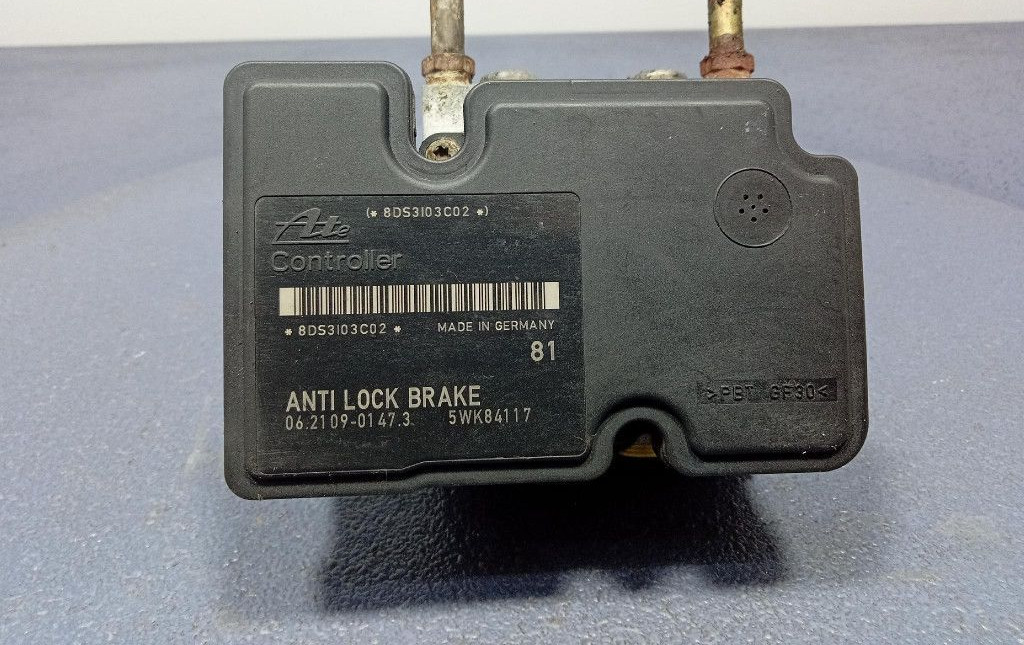 (* 8DS3I03C02 *)
Ate
Controller
* 8DS3I03C02 *
MADE IN GERMANY
81
ANTI LOCK BRAKE
06.2109-0147.3 5WK84117
>PBT GF30<